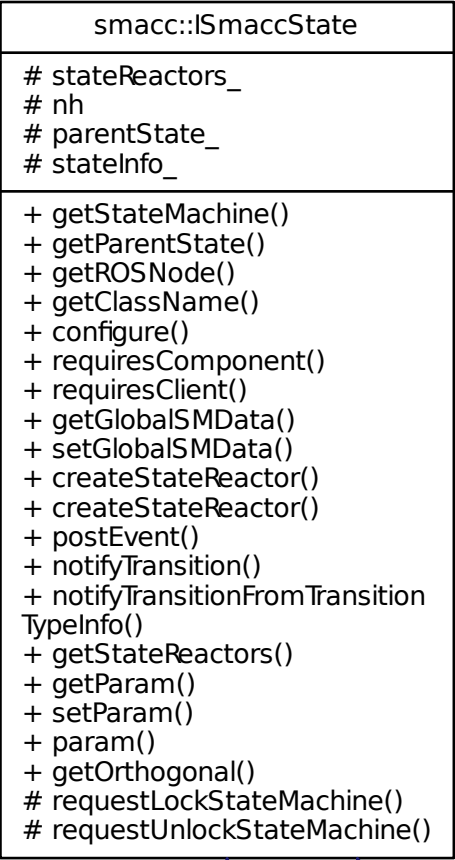 smacc::ISmaccState
# stateReactors_
# nh
# parentState_
# stateInfo_
+ getStateMachine()
+ getParentState()
+ getROSNode()
+ getClassName()
+ configure()
+ requiresComponent()
+ requiresClient()
+ getGlobalSMData()
+ setGlobalSMData()
+ createStateReactor()
+ createStateReactor()
+ postEvent()
+ notifyTransition()
+ notifyTransitionFromTransition
TypeInfo()
+ getStateReactors()
+ getParam()
+ setParam()
+ param()
+ getOrthogonal()
# requestLockStateMachine()
# requestUnlockStateMachine()